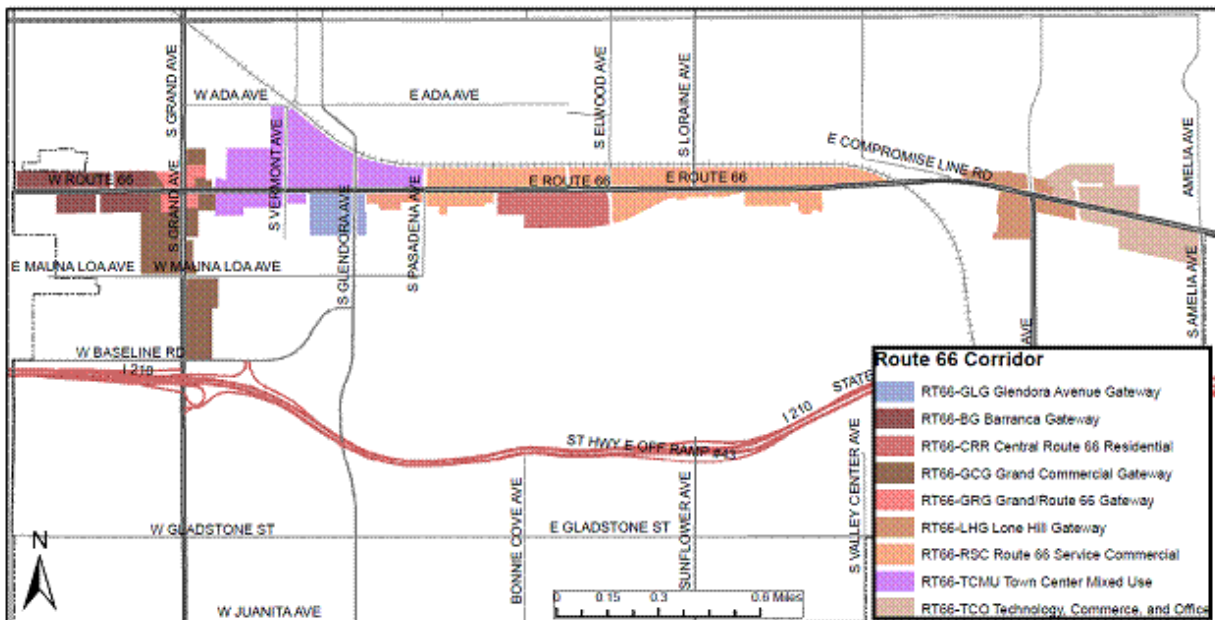 S GRAND AVE
W ADA AVE
E ADA AVE
S VERMONT AVE
S ELWOOD AVE
S LORAINE AVE
E COMPROMISE LINE RD
AMELIA AVE
W ROUTE 66
S GRAND AVE
E ROUTE 66
E ROUTE 66
S GLENDORA AVE
S PASADENA AVE
E MAUNA LOA AVE
W MAUNA LOA AVE
S AMELIA AVE
AVE
W BASELINE RD
I 210
STATE
I 210
ST HWY E OFF RAMP #43
BONNIE COVE AVE
SUNFLOWER AVE
S VALLEY CENTER AVE
W GLADSTONE ST
E GLADSTONE ST
W JUANITA AVE
N
0 0.15 0.3 0.6 Miles
Route 66 Corridor
RT66-GLG Glendora Avenue Gateway
RT66-BG Barranca Gateway
RT66-CRR Central Route 66 Residential
RT66-GCG Grand Commercial Gateway
RT66-GRG Grand/Route 66 Gateway
RT66-LHG Lone Hill Gateway
RT66-RSC Route 66 Service Commercial
RT66-TCMU Town Center Mixed Use
RT66-TCO Technology, Commerce, and Office